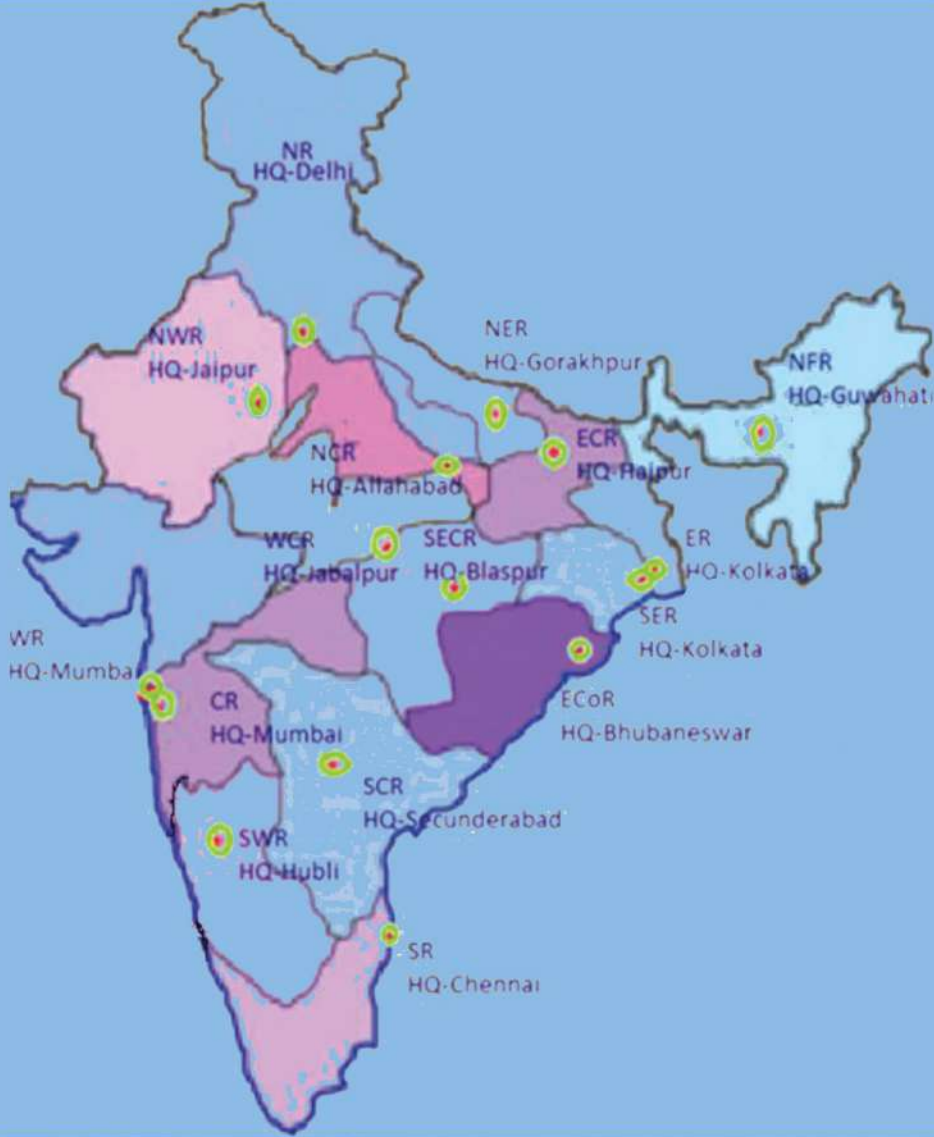 NR
HQ-Delhi
NER
HQ-Gorakhpur
NWR
HQ-Jaipur
NFR
HQ-Guwahati
ECR
HQ-Hajpur
NCR
HQ-Allahabad
WCR
HQ-Jabalpur
SECR
HQ-Blaspur
ER
HQ-Kolkata
SER
HQ-Kolkata
WR
HQ-Mumba
CR
HQ-Mumbai
ECoR
HQ-Bhubaneswar
SCR
HQ-Secunderabad
SWR
HQ-Hubli
SR
HQ-Chennai